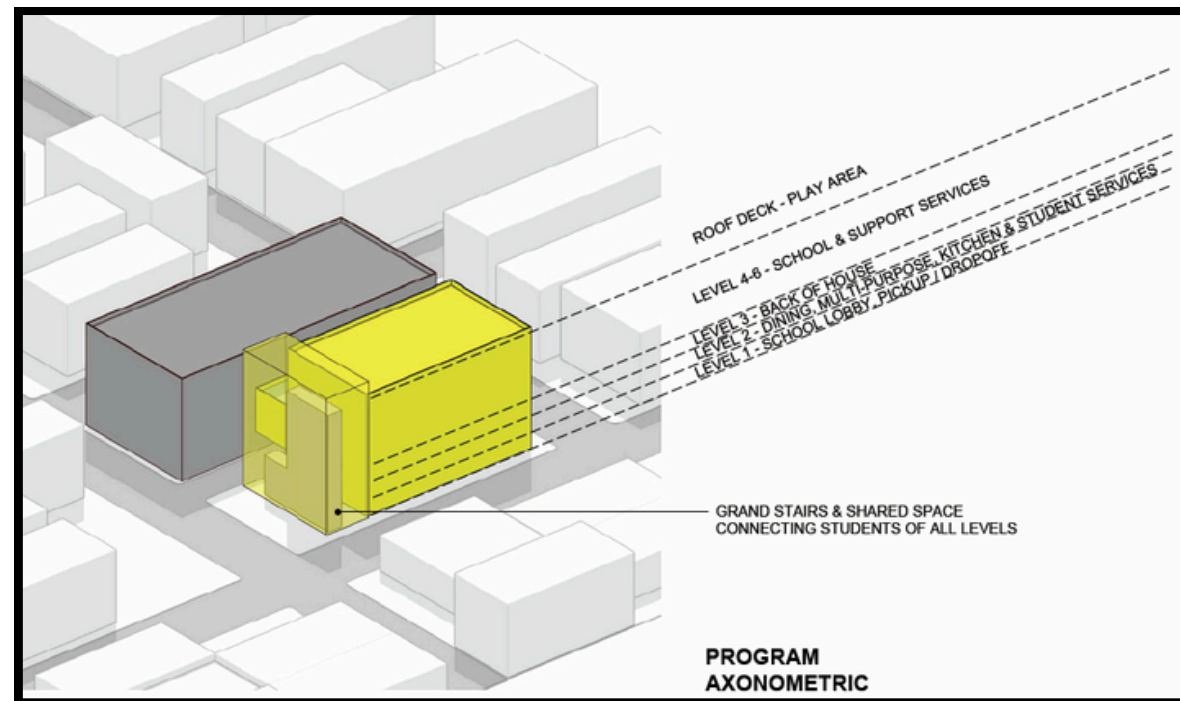 ROOF DECK - PLAY AREA
LEVEL 4-6 - SCHOOL & SUPPORT SERVICES
LEVEL 3 - BACK OF HOUSE
LEVEL 2 - DINING, MULTI-PURPOSE, KITCHEN & STUDENT SERVICES
LEVEL 1 - SCHOOL LOBBY, PICKUP / DROPOFF
GRAND STAIRS & SHARED SPACE
CONNECTING STUDENTS OF ALL LEVELS
PROGRAM
AXONOMETRIC